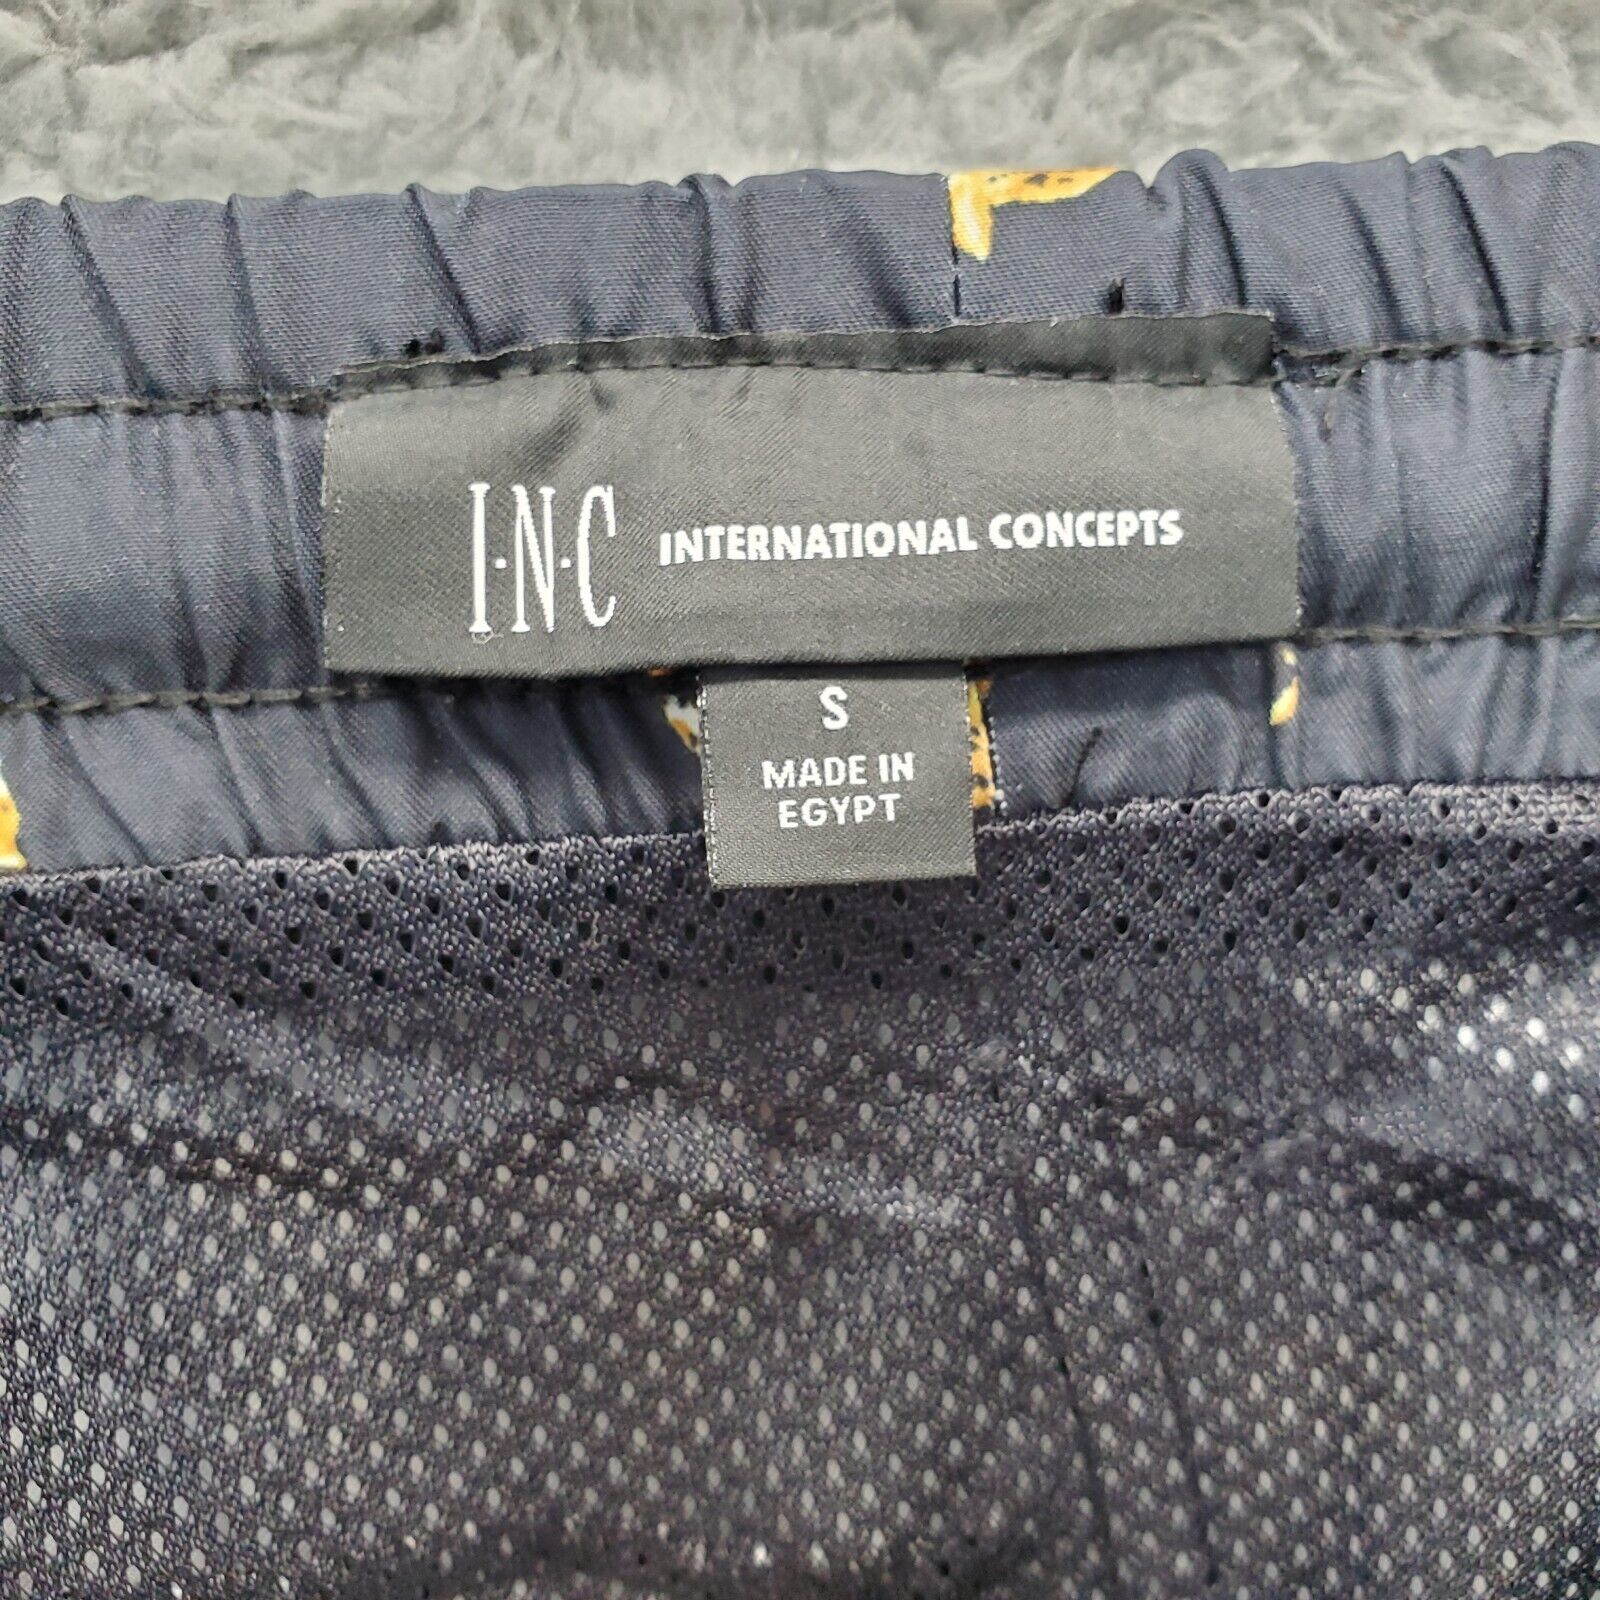 I·N·C INTERNATIONAL CONCEPTS
S
MADE IN
EGYPT